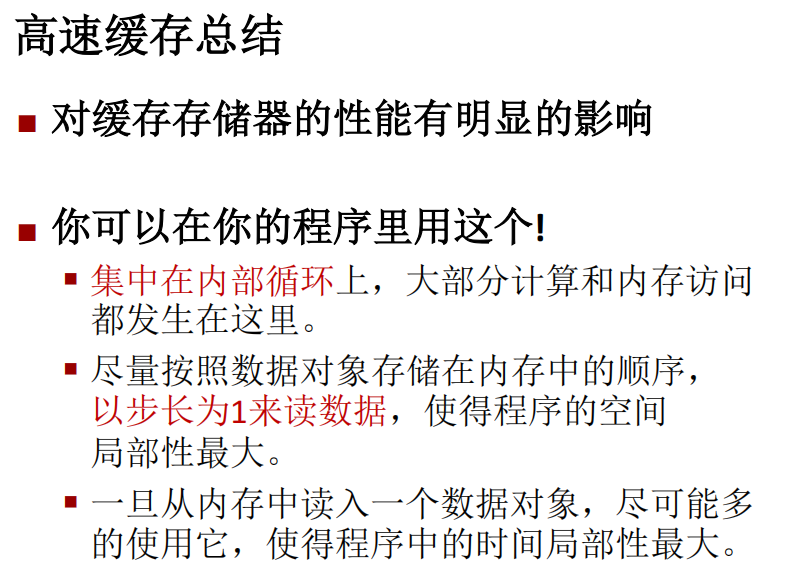 高速缓存总结
■ 对缓存存储器的性能有明显的影响
■ 你可以在你的程序里用这个!
▪ 集中在内部循环上，大部分计算和内存访问
都发生在这里。
▪ 尽量按照数据对象存储在内存中的顺序，
以步长为1来读数据，使得程序的空间
局部性最大。
▪ 一旦从内存中读入一个数据对象，尽可能多
的使用它，使得程序中的时间局部性最大。